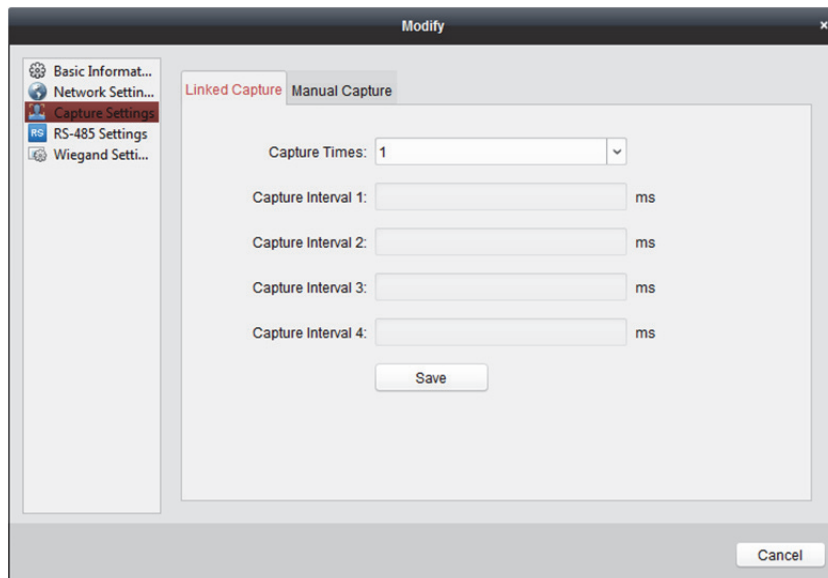 Modify
×
Basic Informat...
Network Settin...
Capture Settings
RS RS-485 Settings
Wiegand Setti...
Linked Capture Manual Capture
Capture Times: 1
Capture Interval 1: ms
Capture Interval 2: ms
Capture Interval 3: ms
Capture Interval 4: ms
Save
Cancel